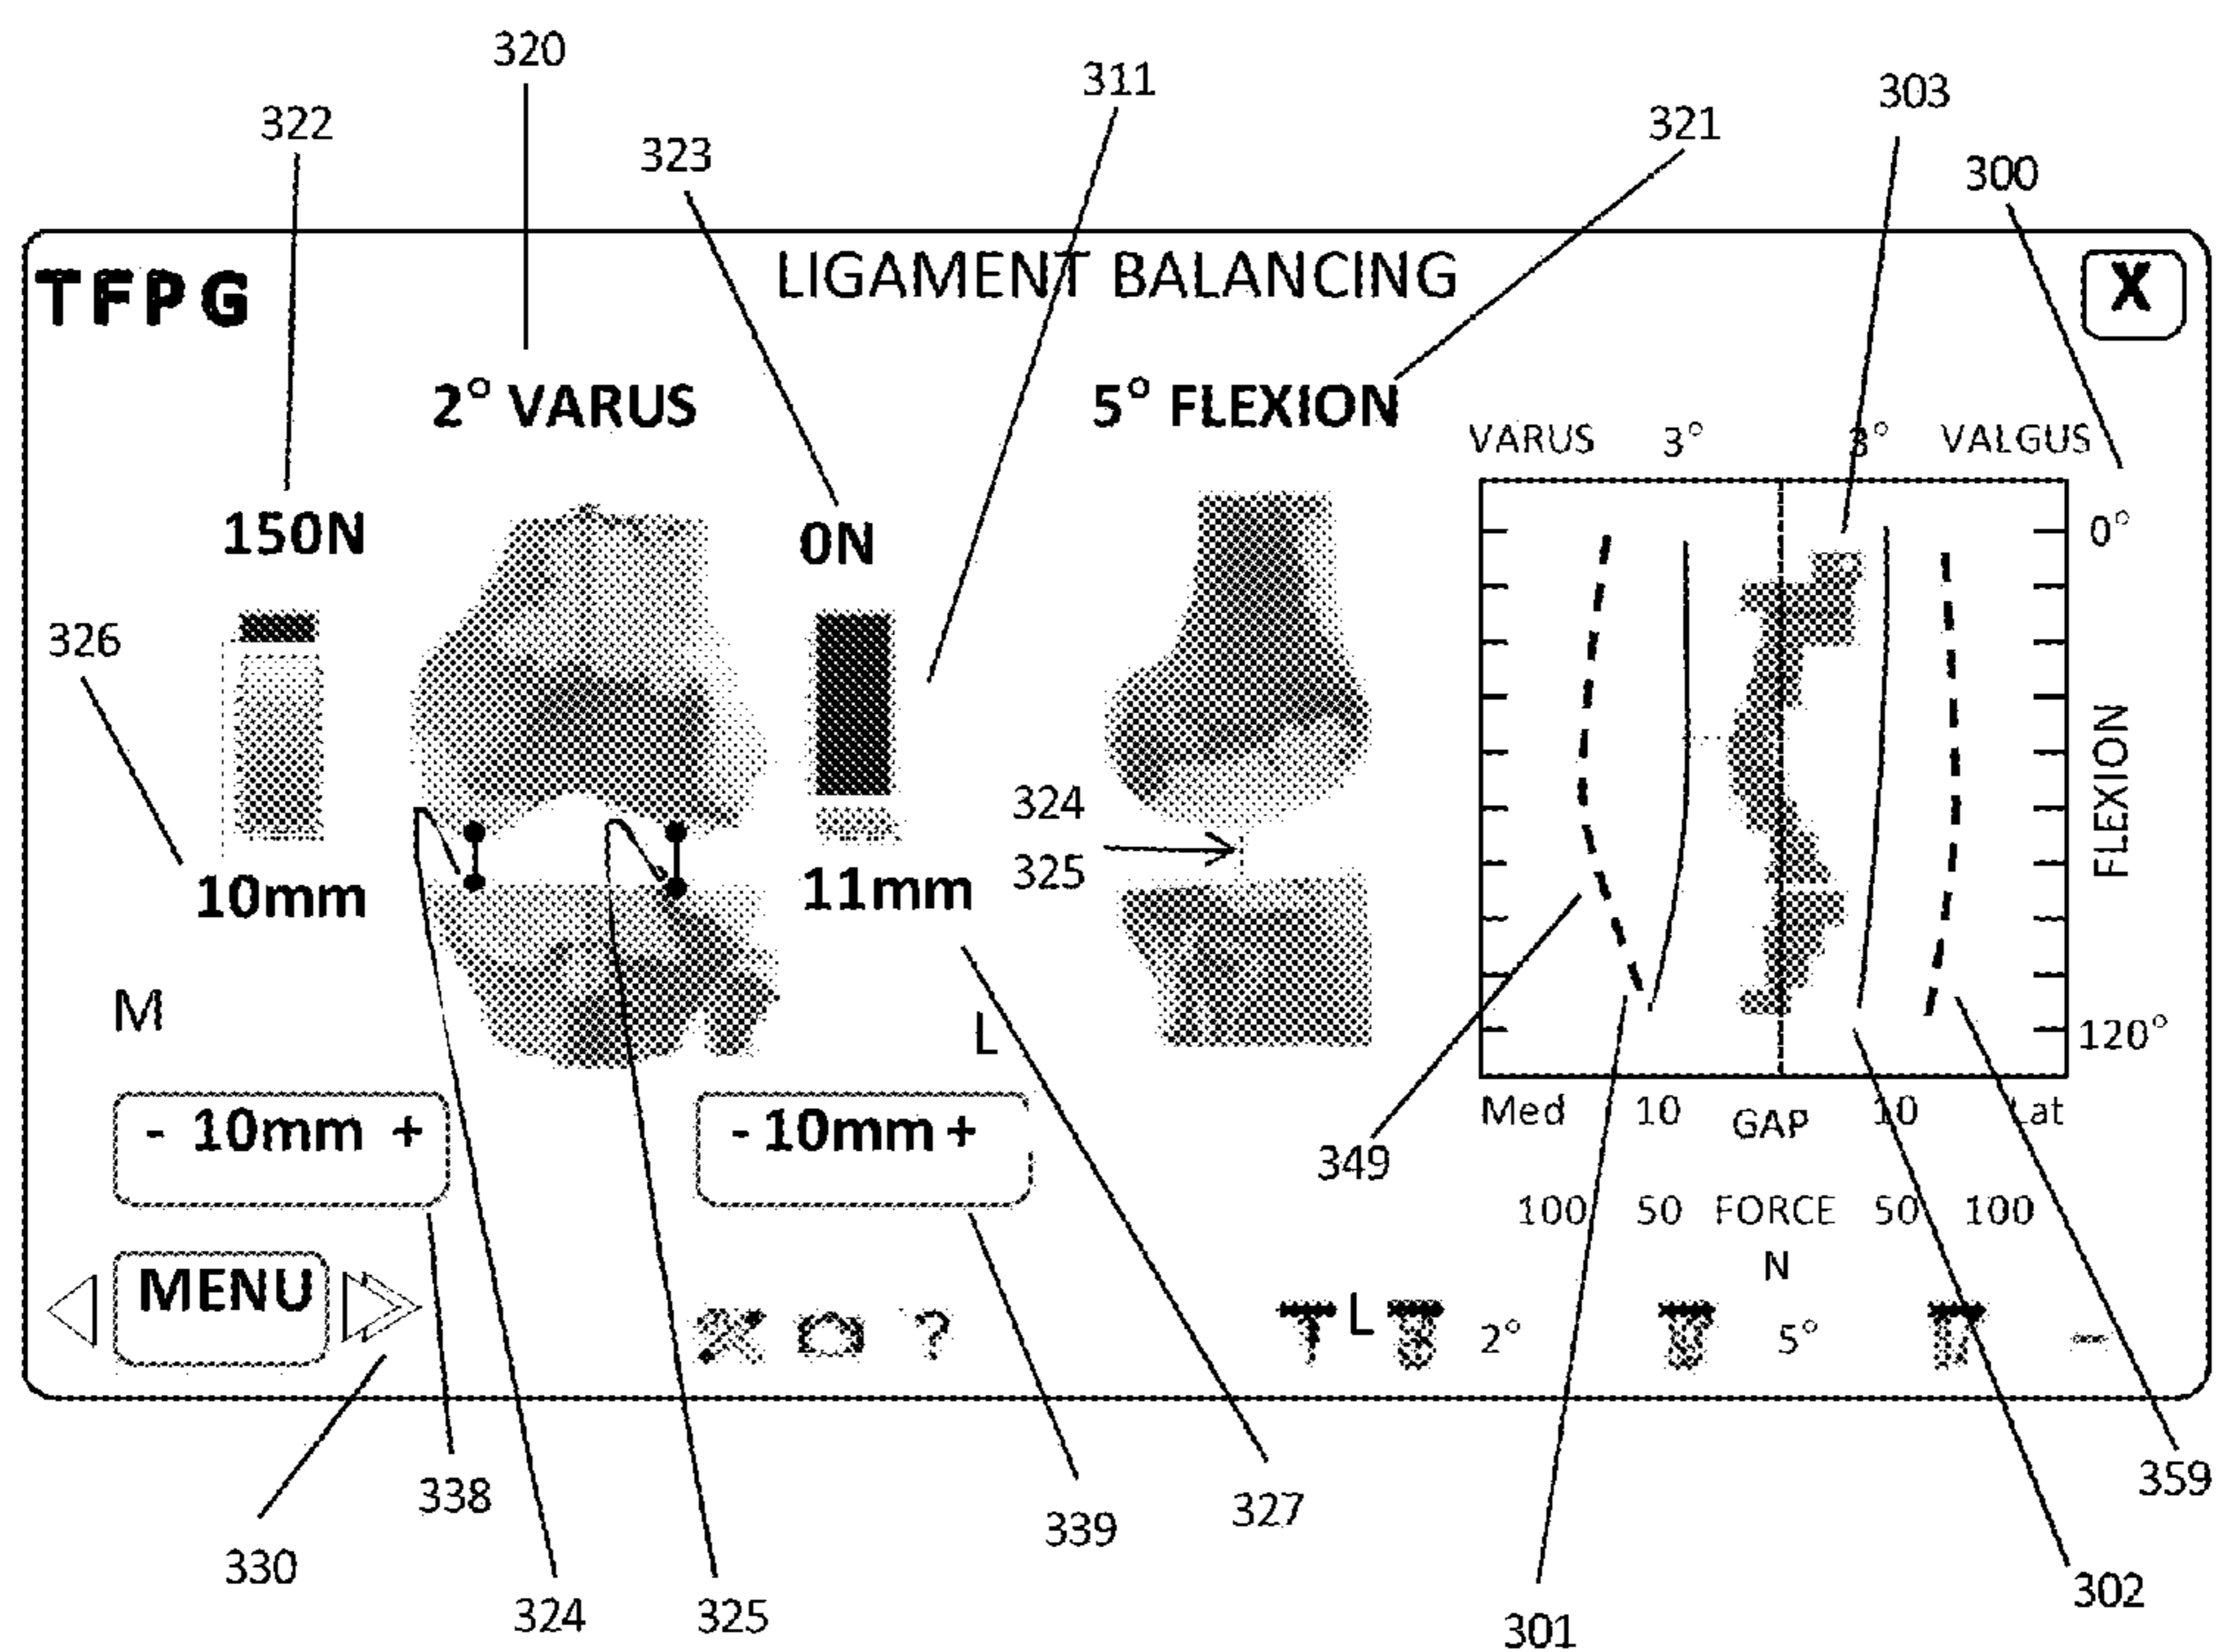 320
311
303
322
321
323
300
TFPG
LIGAMENT BALANCING
X
2° VARUS
5° FLEXION
VARUS 3° 3° VALGUS
150N
0N
0°
326
324
325
FLEXION
10mm
11mm
M
L
120°
Med 10 GAP 10 Lat
- 10mm +
- 10mm +
349
100 50 FORCE 50 100
N
MENU
?
L
2°
5°
338
339
327
359
330
324
325
301
302